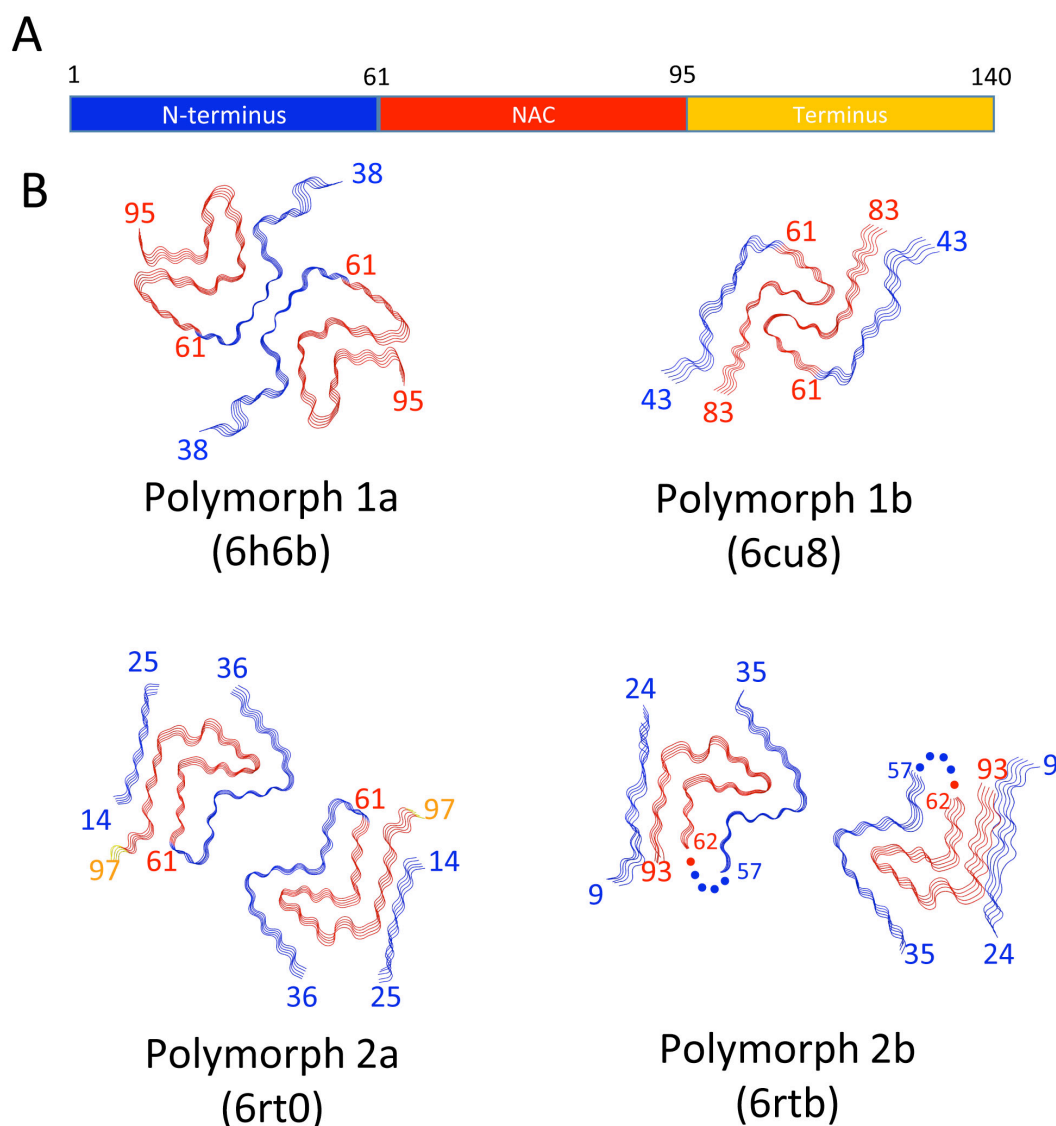 A
1 61 95 140
N-terminus NAC Terminus
B
38
95
61
61
95
38
Polymorph 1a
(6h6b)
61 83
43
43
83
61
Polymorph 1b
(6cu8)
25 36
14
97
61
61
97
14
36 25
Polymorph 2a
(6rt0)
24 35
9
93
62
57
57
62
93
9
35 24
Polymorph 2b
(6rtb)